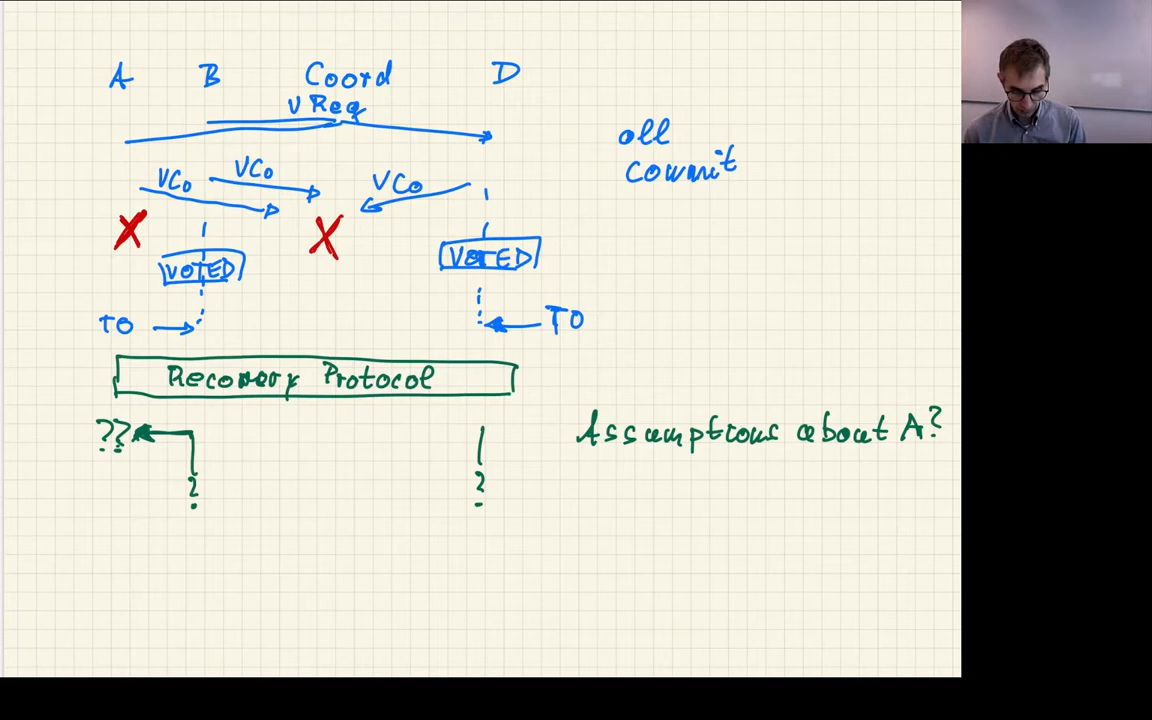 A B Coord D
VReq
all
commit
VCo VCo VCo
X X
VOTED VOTED
TO TO
Recovery Protocol
?? Assumptions about A?
? ?